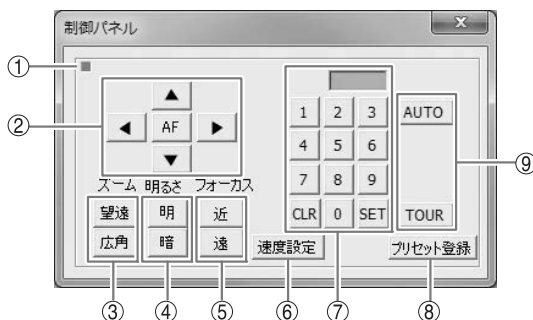 制御パネル
x
①
②
AF
1 2 3
4 5 6
7 8 9
CLR 0 SET
AUTO
TOUR
⑨
ズーム 明るさ フォーカス
望遠 明 近
広角 暗 遠
速度設定
プリセット登録
③ ④ ⑤ ⑥ ⑦ ⑧